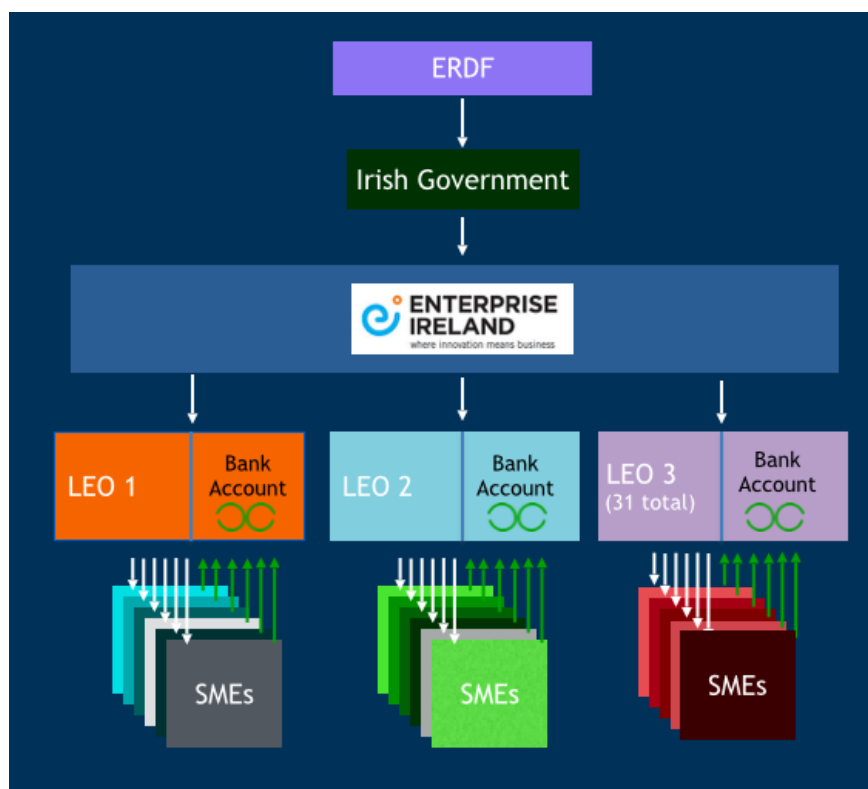 ERDF
Irish Government
ENTERPRISE
IRELAND
where innovation means business
LEO 1
Bank
Account
LEO 2
Bank
Account
LEO 3
(31 total)
Bank
Account
SMEs
SMEs
SMEs